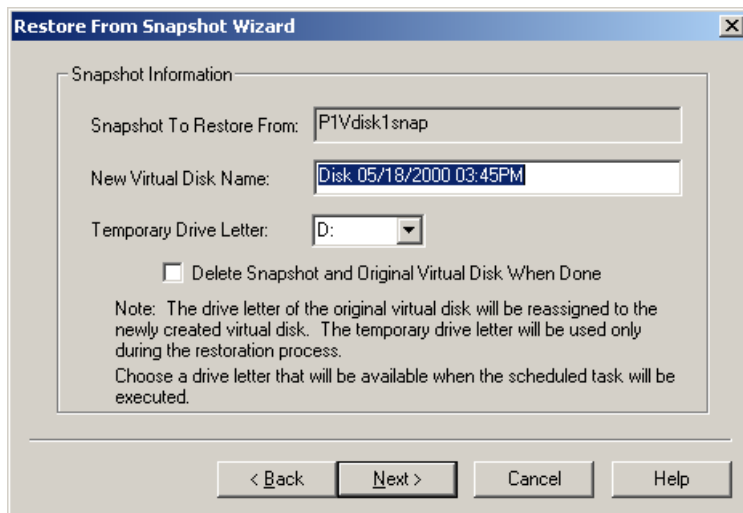 Restore From Snapshot Wizard
Snapshot Information
Snapshot To Restore From: P1Vdisk1snap
New Virtual Disk Name: Disk 05/18/2000 03:45PM
Temporary Drive Letter: D:
Delete Snapshot and Original Virtual Disk When Done
Note: The drive letter of the original virtual disk will be reassigned to the
newly created virtual disk. The temporary drive letter will be used only
during the restoration process.
Choose a drive letter that will be available when the scheduled task will be
executed.
< Back Next > Cancel Help